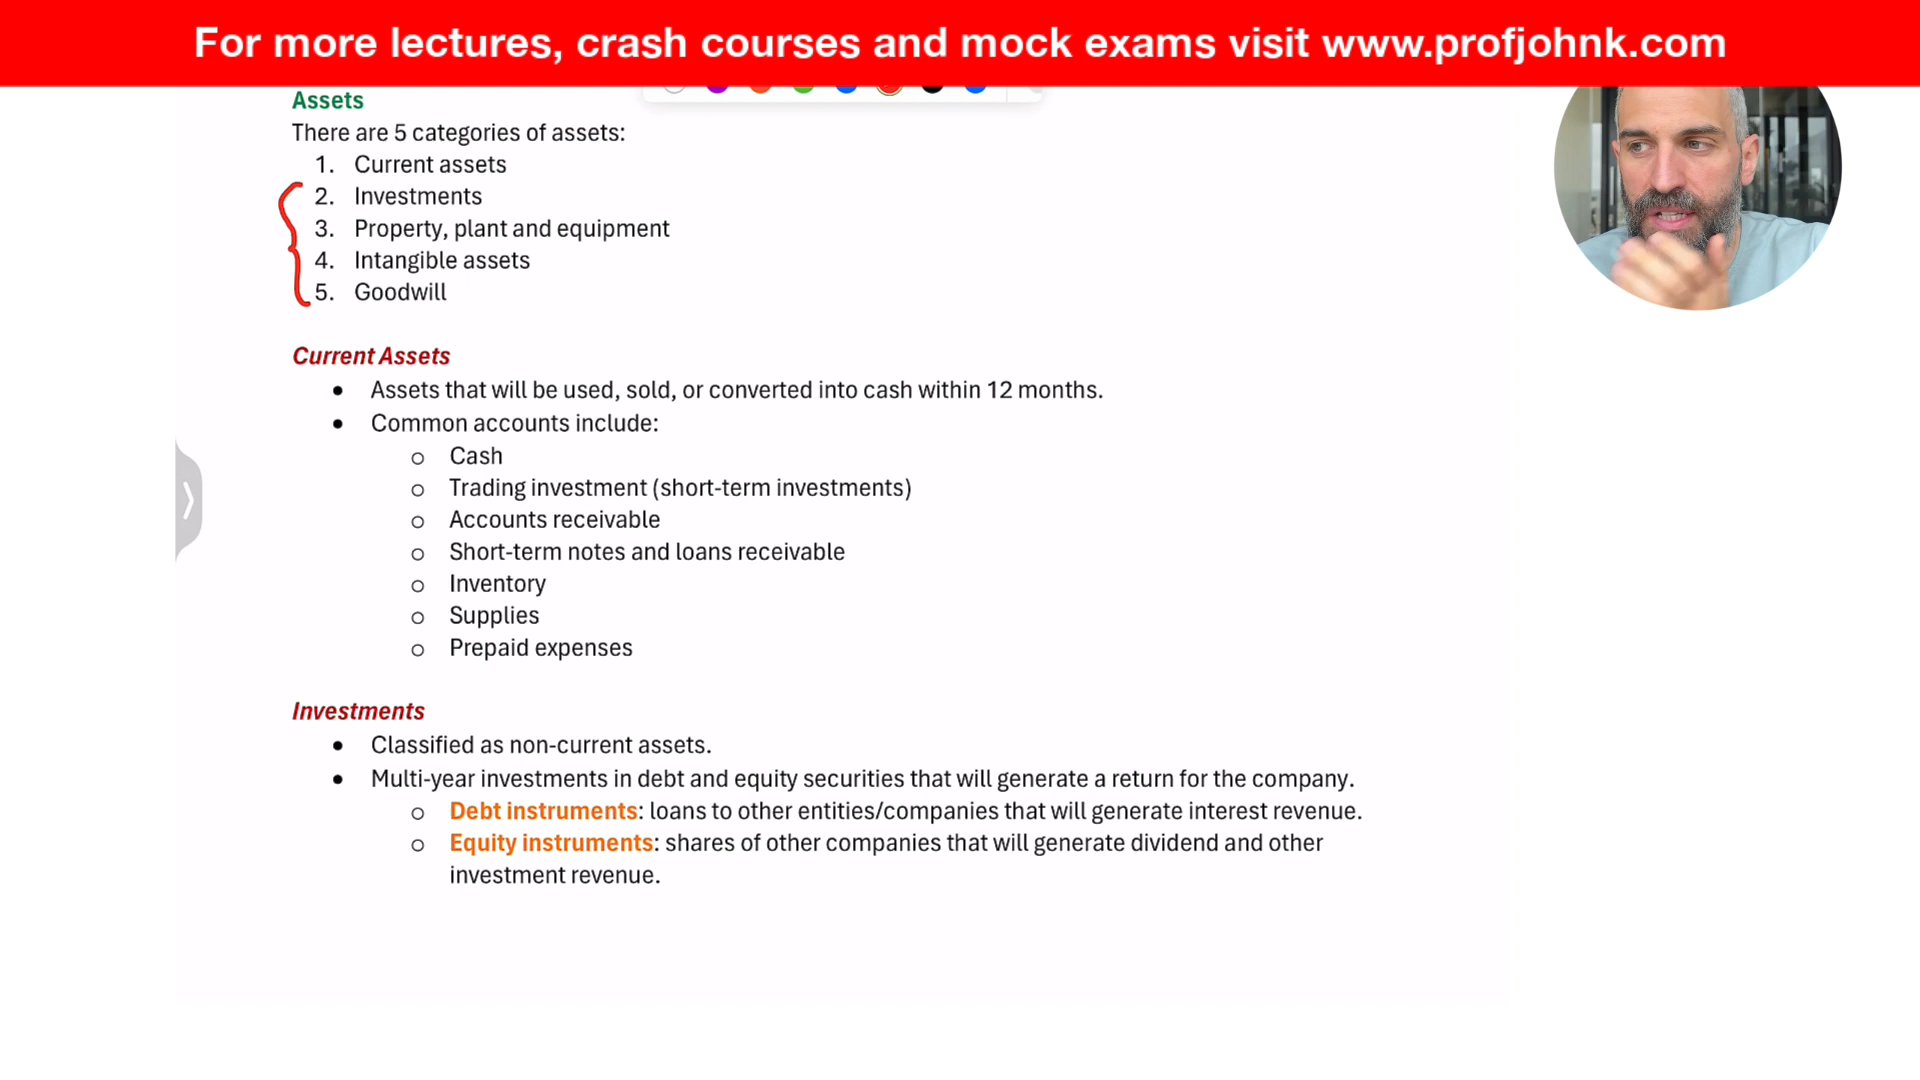 For more lectures, crash courses and mock exams visit www.profjohnk.com
Assets
There are 5 categories of assets:
1. Current assets
2. Investments
3. Property, plant and equipment
4. Intangible assets
5. Goodwill
Current Assets
• Assets that will be used, sold, or converted into cash within 12 months.
• Common accounts include:
o Cash
o Trading investment (short-term investments)
o Accounts receivable
o Short-term notes and loans receivable
o Inventory
o Supplies
o Prepaid expenses
Investments
• Classified as non-current assets.
• Multi-year investments in debt and equity securities that will generate a return for the company.
o Debt instruments: loans to other entities/companies that will generate interest revenue.
o Equity instruments: shares of other companies that will generate dividend and other
investment revenue.